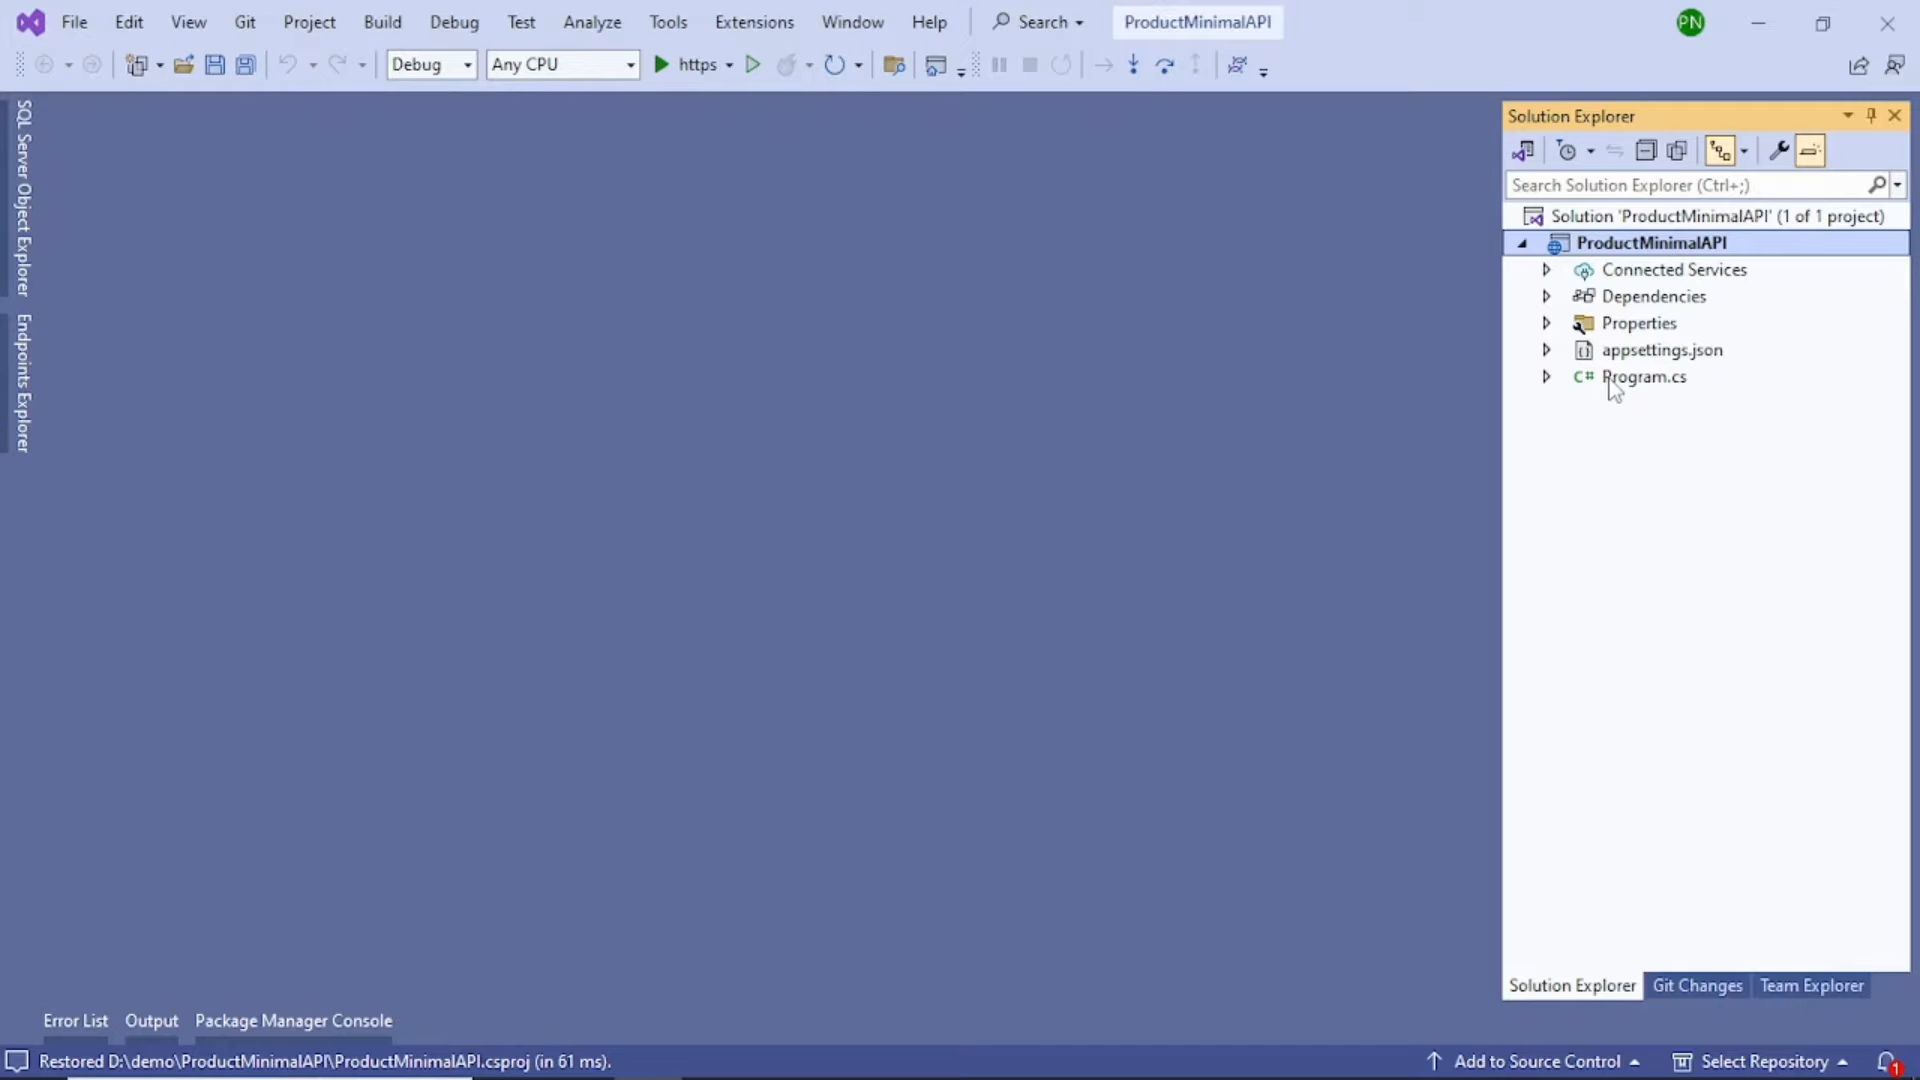 File Edit View Git Project Build Debug Test Analyze Tools Extensions Window Help Search ProductMinimalAPI PN
Debug Any CPU https
SQL Server Object Explorer
Endpoints Explorer
Solution Explorer
Search Solution Explorer (Ctrl+;)
Solution 'ProductMinimalAPI' (1 of 1 project)
ProductMinimalAPI
Connected Services
Dependencies
Properties
appsettings.json
C# Program.cs
Solution Explorer Git Changes Team Explorer
Error List Output Package Manager Console
Restored D:\demo\ProductMinimalAPI\ProductMinimalAPI.csproj (in 61 ms). Add to Source Control Select Repository 1